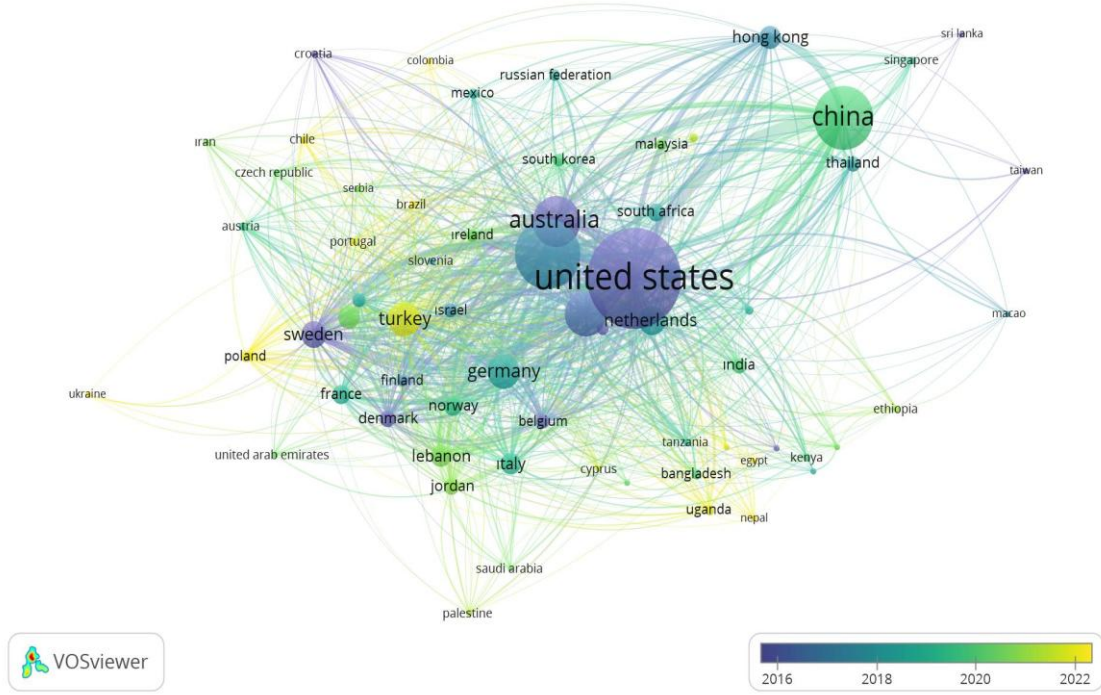 hong kong
sri lanka
croatia
colombia
singapore
russian federation
mexico
china
iran
chile
malaysia
south korea
thailand
czech republic
taiwan
serbia
brazil
australia
south africa
austria
ireland
portugal
slovenia
united states
israel
macao
turkey
netherlands
sweden
poland
germany
india
finland
ukraine
france
norway
ethiopia
denmark
belgium
tanzania
united arab emirates
lebanon
italy
cyprus
egypt
kenya
bangladesh
jordan
uganda
nepal
saudi arabia
palestine
VOSviewer
2016 2018 2020 2022